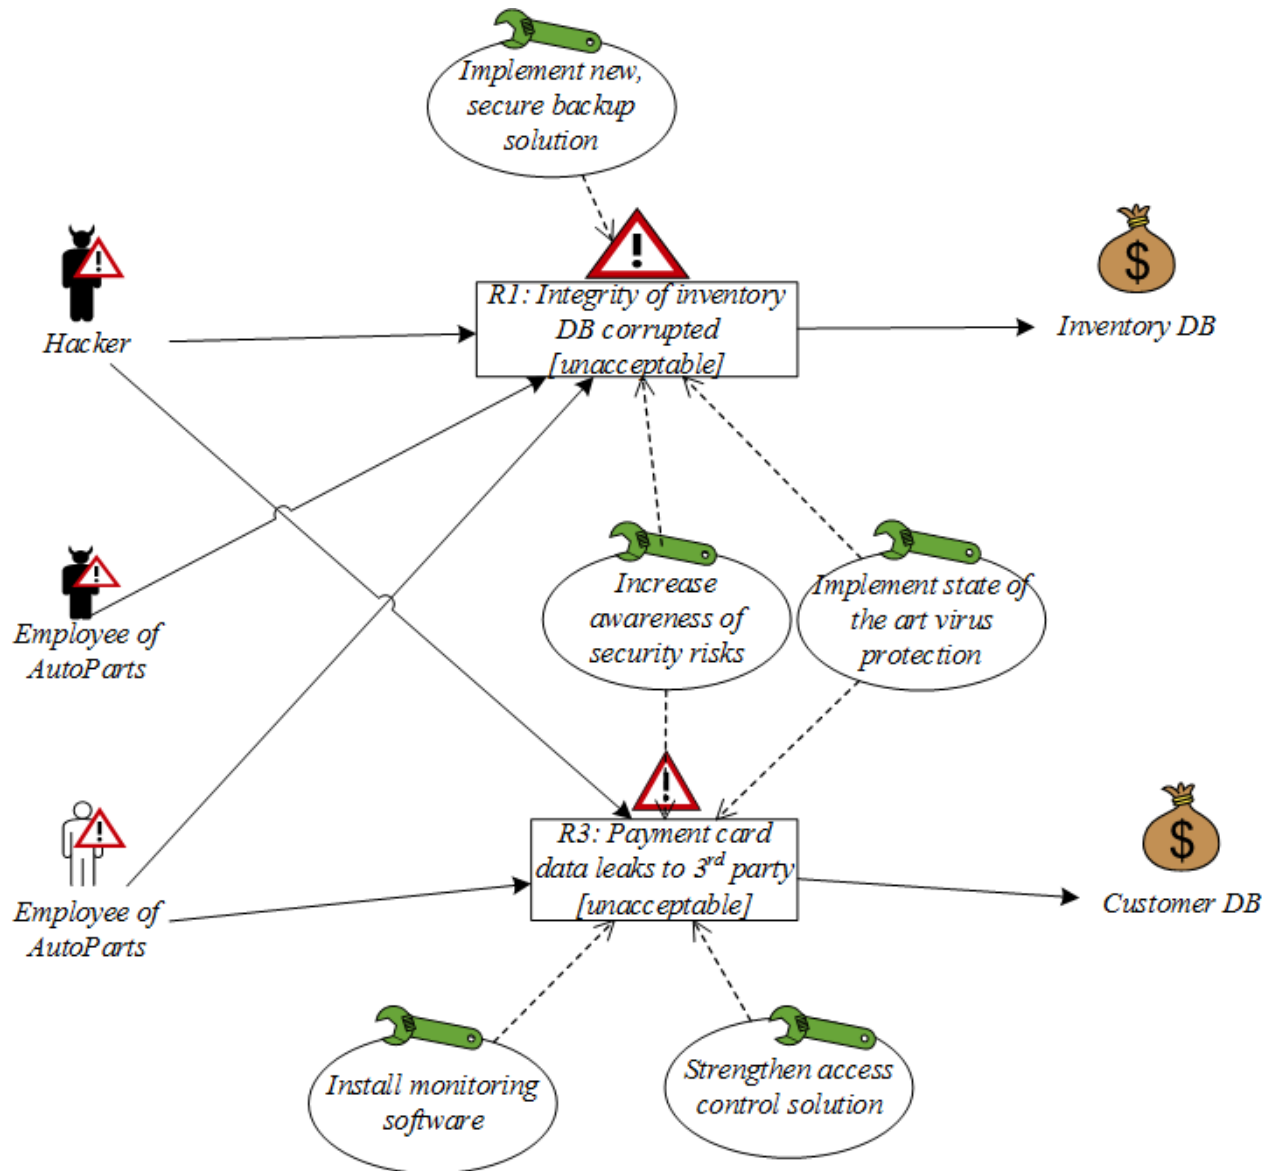 Implement new,
secure backup
solution
R1: Integrity of inventory
DB corrupted
[unacceptable]
Hacker
$
Inventory DB
Employee of
AutoParts
Increase
awareness of
security risks
Implement state of
the art virus
protection
Employee of
AutoParts
R3: Payment card
data leaks to 3rd party
[unacceptable]
$
Customer DB
Install monitoring
software
Strengthen access
control solution